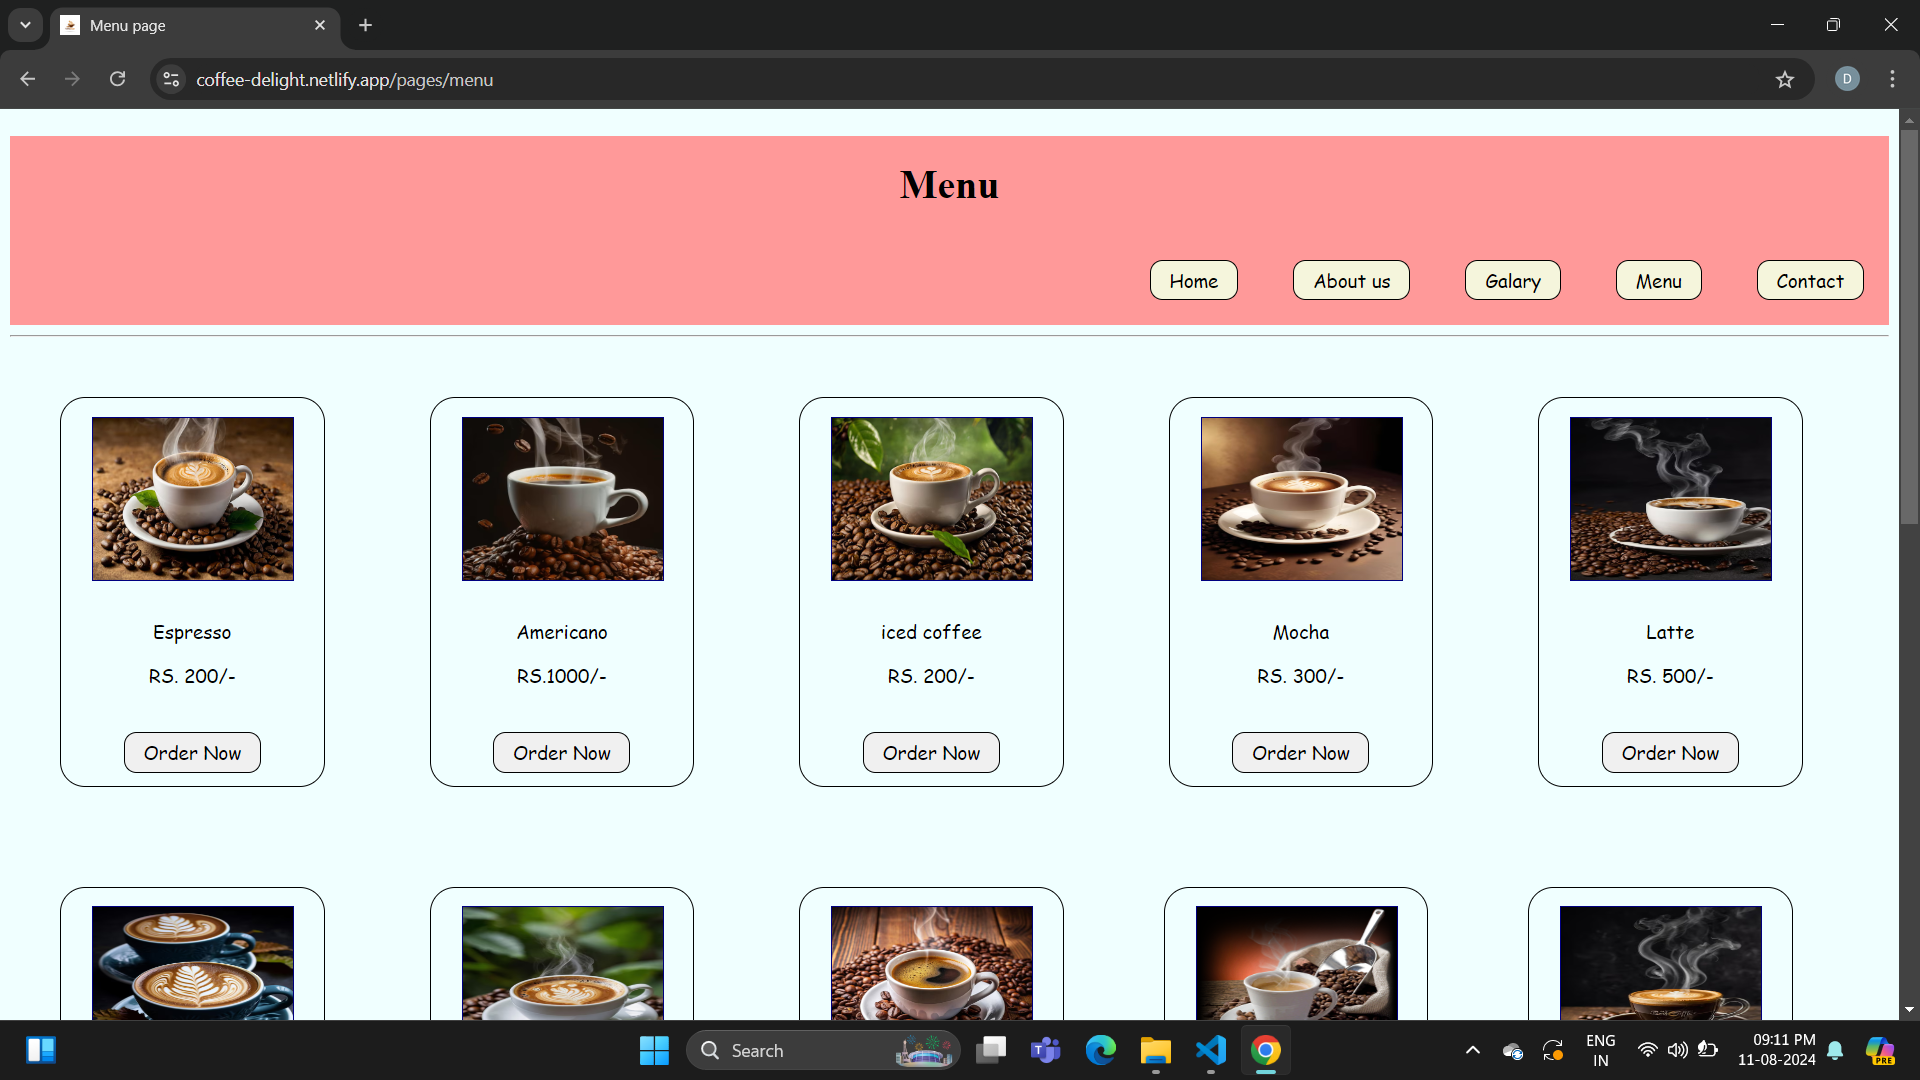 Menu page
coffee-delight.netlify.app/pages/menu
D
Menu
Home About us Galary Menu Contact
Espresso Americano iced coffee Mocha Latte
RS. 200/- RS.1000/- RS. 200/- RS. 300/- RS. 500/-
Order Now Order Now Order Now Order Now Order Now
Search
ENG
IN
09:11 PM
11-08-2024
PRE